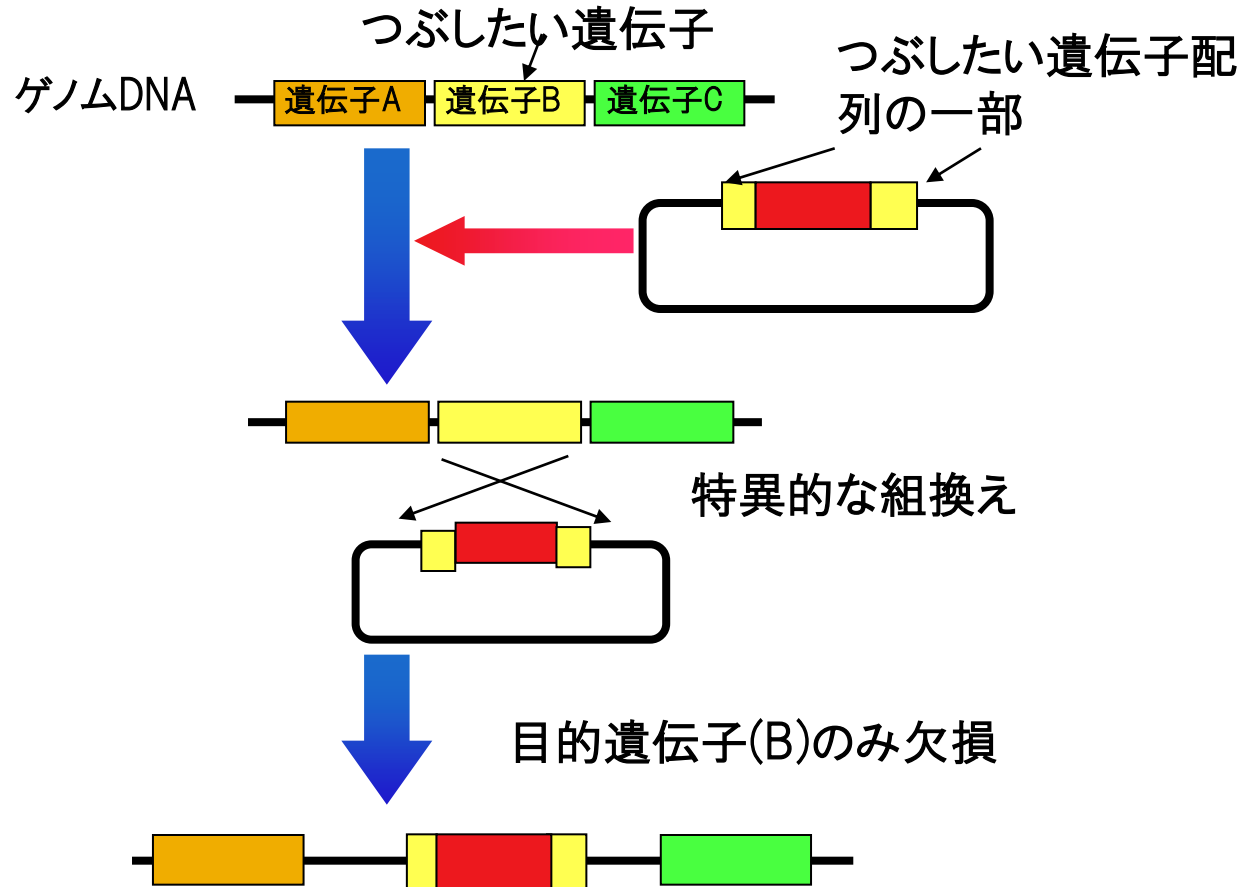 つぶしたい遺伝子
つぶしたい遺伝子配
列の一部
ゲノムDNA
遺伝子A
遺伝子B
遺伝子C
特異的な組換え
目的遺伝子(B)のみ欠損